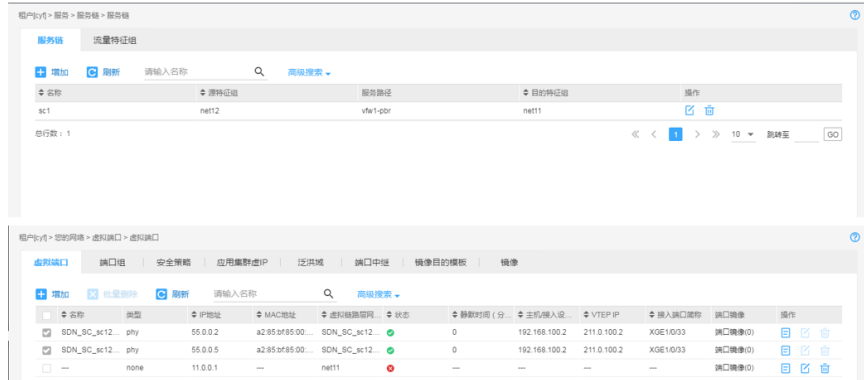 租户[cyf] > 服务 > 服务链 > 服务链
服务链 流量特征组
增加 刷新 请输入名称 高级搜索
名称 源特征组 服务路径 目的特征组 操作
sc1 net12 vfw1-pbr net11
总行数：1 1 10 跳转至 GO
租户[cyf] > 您的网络 > 虚拟端口 > 虚拟端口
虚拟端口 端口组 安全策略 应用集群虚IP 泛洪域 端口中继 镜像目的模板 镜像
增加 批量删除 刷新 请输入名称 高级搜索
名称 类型 IP地址 MAC地址 虚拟链路层网... 状态 静默时间（分... 主机/接入设... VTEP IP 接入端口简称 端口镜像 操作
SDN_SC_sc12... phy 55.0.0.2 a2:85:bf:85:00:... SDN_SC_sc12... 0 192.168.100.2 211.0.100.2 XGE1/0/33 端口镜像(0)
SDN_SC_sc12... phy 55.0.0.5 a2:85:bf:85:00:... SDN_SC_sc12... 0 192.168.100.2 211.0.100.2 XGE1/0/33 端口镜像(0)
--- none 11.0.0.1 --- net11 --- --- --- --- 端口镜像(0)